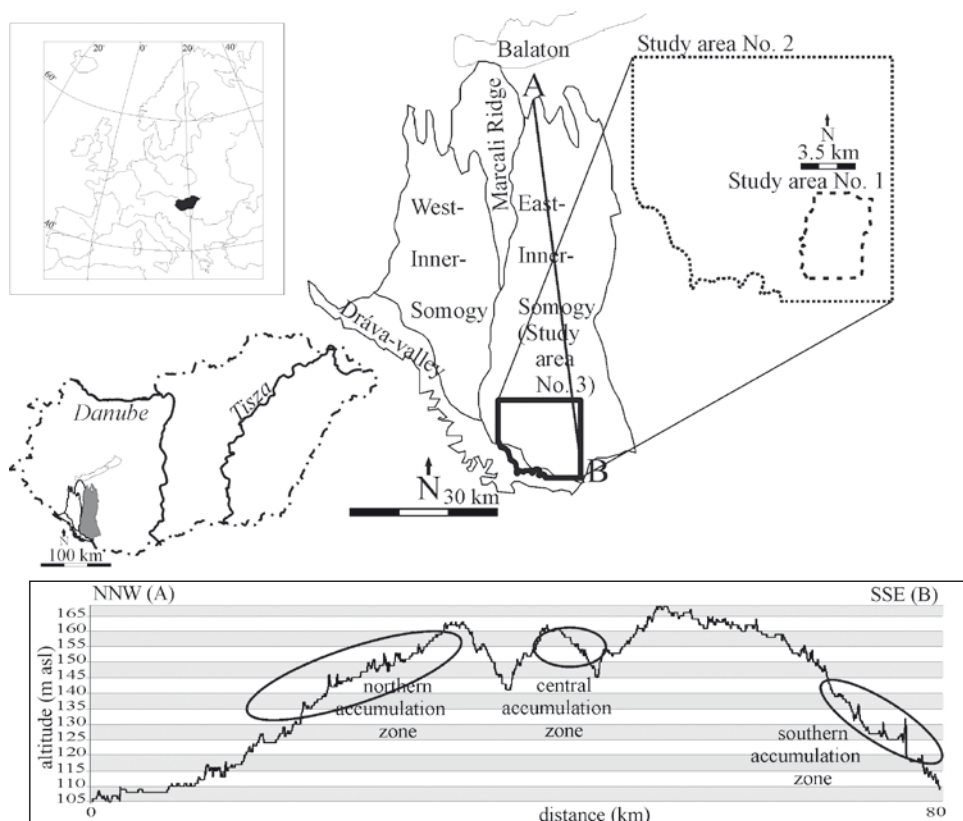 20'
0'
20'
40'
60'
40'
Balaton
A
Marcali Ridge
West-
Inner-
Somogy
East-
Inner-
Somogy
(Study
area
No. 3)
Dráva-valley
B
N
30 km
Study area No. 2
N
3.5 km
Study area No. 1
Danube
Tisza
N
100 km
NNW (A)
SSE (B)
altitude (m asl)
165
160
155
150
145
140
135
130
125
120
115
110
105
northern
accumulation
zone
central
accumulation
zone
southern
accumulation
zone
0
distance (km)
80